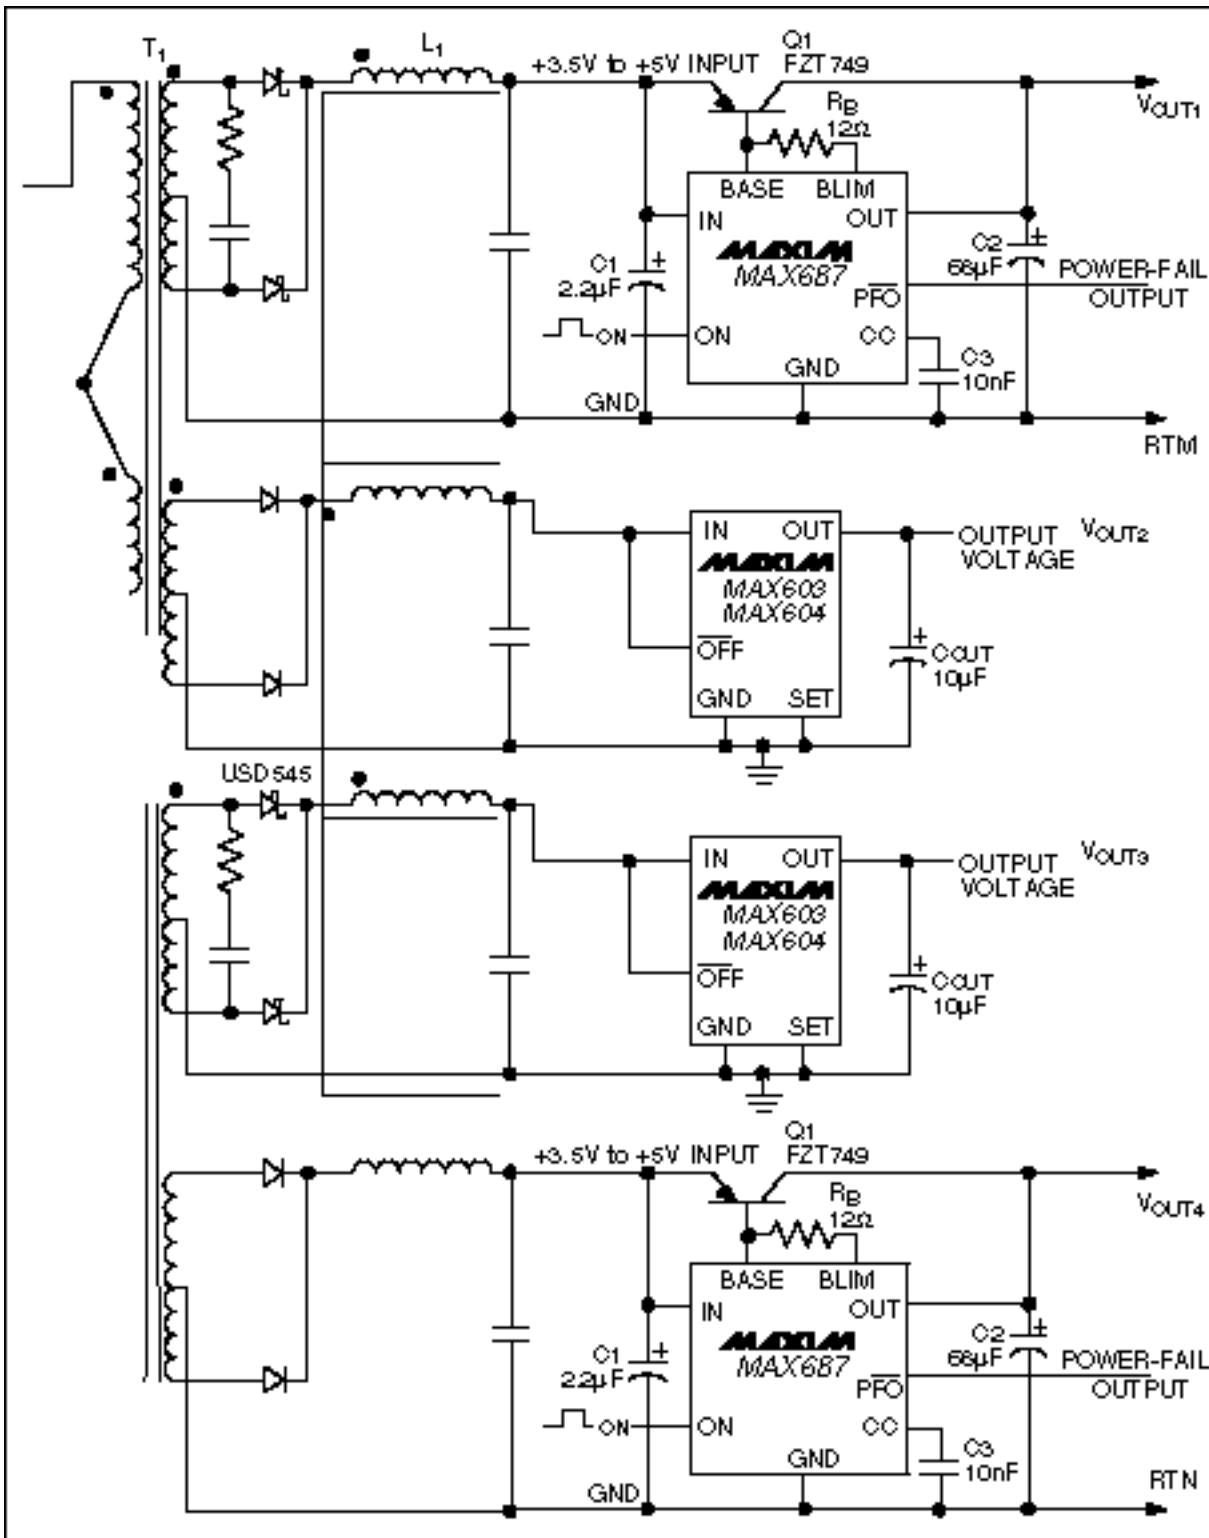 T1
L1
+3.5V to +5V INPUT
Q1
FZT749
VOUT1
RB
12Ω
BASE BLIM
IN OUT
MAXIM
MAX687
C1
2.2µF
C2
66µF
POWER-FAIL
OUTPUT
PFO
ON ON
CC
C3
10nF
GND
GND
RTM
IN OUT
MAXIM
MAX603
MAX604
OFF
GND SET
OUTPUT
VOLTAGE
VOUT2
COUT
10µF
USD545
IN OUT
MAXIM
MAX603
MAX604
OFF
GND SET
OUTPUT
VOLTAGE
VOUT3
COUT
10µF
+3.5V to +5V INPUT
Q1
FZT749
VOUT4
RB
12Ω
BASE BLIM
IN OUT
MAXIM
MAX687
C1
2.2µF
C2
66µF
POWER-FAIL
OUTPUT
PFO
ON ON
CC
C3
10nF
GND
GND
RTN